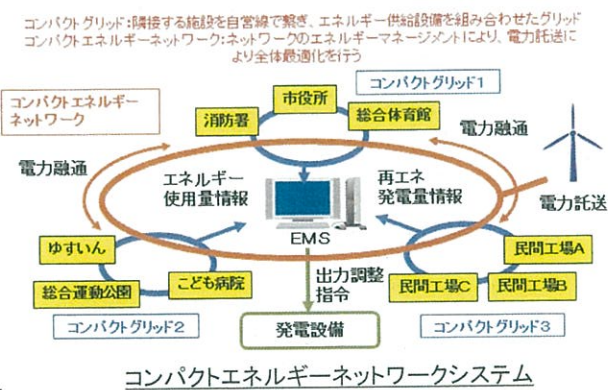 コンパクトグリッド：隣接する施設を自営線で繋ぎ、エネルギー供給設備を組み合わせたグリッド
コンパクトエネルギーネットワーク：ネットワークのエネルギーマネージメントにより、電力託送に
より全体最適化を行う
コンパクトグリッド1
コンパクトエネルギー
ネットワーク
市役所
消防署
総合体育館
電力融通
電力融通
エネルギー
使用量情報
再エネ
発電量情報
電力託送
EMS
ゆすいん
総合運動公園
こども病院
民間工場A
民間工場C
民間工場B
出力調整
指令
コンパクトグリッド2
発電設備
コンパクトグリッド3
コンパクトエネルギーネットワークシステム